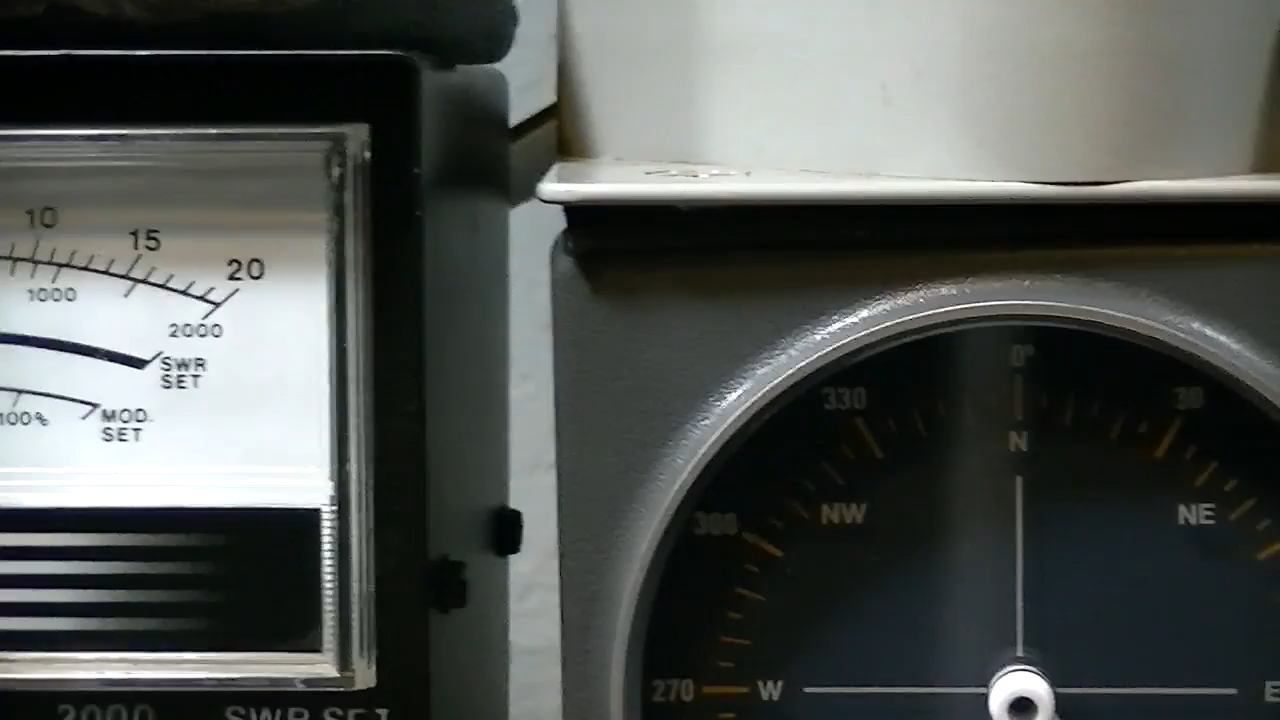 10
15
20
1000
2000
SWR
SET
100%
MOD.
SET
2000 SWR SET
0°
330
30
N
NW
NE
300
270
W
E